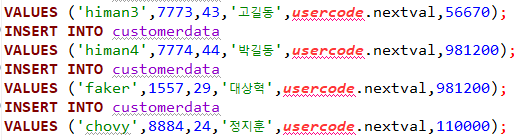 VALUES ('himan3',7773,43,'고길동',usercode.nextval,56670);
INSERT INTO customerdata
VALUES ('himan4',7774,44,'박길동',usercode.nextval,981200);
INSERT INTO customerdata
VALUES ('faker',1557,29,'대상혁',usercode.nextval,981200);
INSERT INTO customerdata
VALUES ('chovy',8884,24,'정지훈',usercode.nextval,110000);